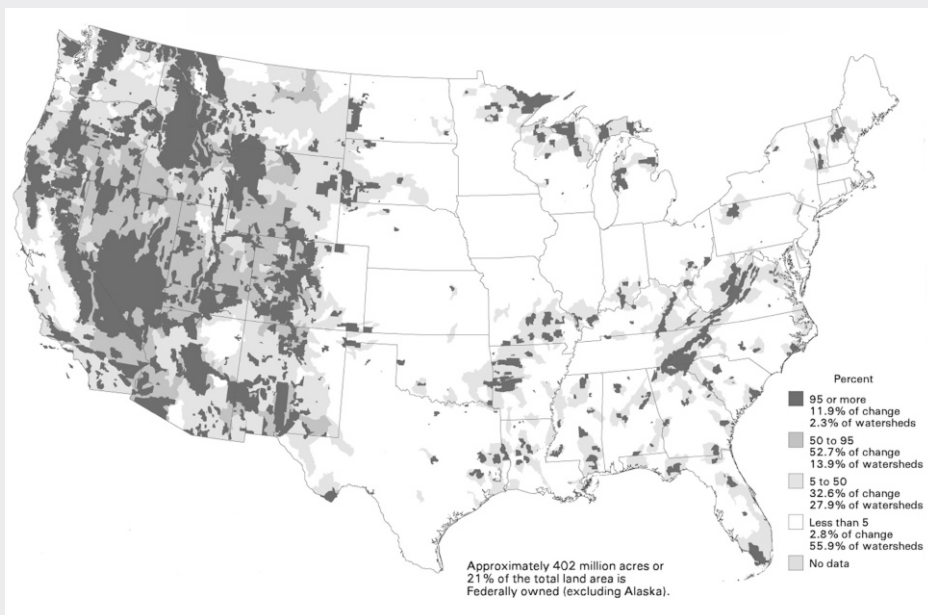 Percent
95 or more
11.9% of change
2.3% of watersheds
50 to 95
52.7% of change
13.9% of watersheds
5 to 50
32.6% of change
27.9% of watersheds
Less than 5
2.8% of change
55.9% of watersheds
No data
Approximately 402 million acres or
21% of the total land area is
Federally owned (excluding Alaska).